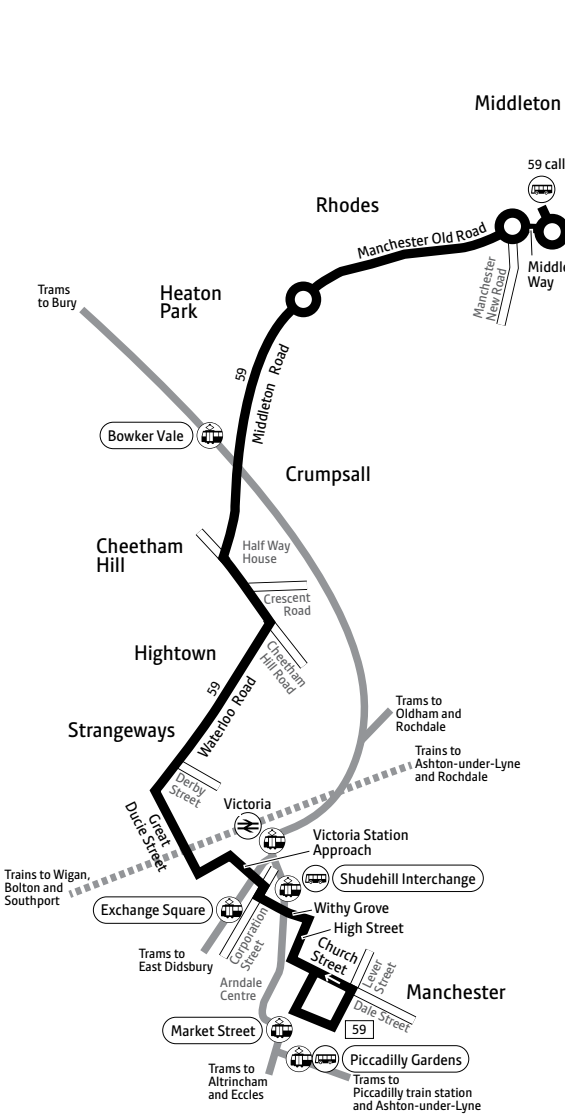 Middleton
59 call
Rhodes
Manchester Old Road
Manchester
New Road
Middle
Way
Trams
to Bury
Heaton
Park
59
Middleton Road
Bowker Vale
Crumpsall
Cheetham
Hill
Half Way
House
Crescent
Road
Hightown
Cheetham
Hill Road
59
Waterloo Road
Strangeways
Trams to
Oldham and
Rochdale
Trains to
Ashton-under-Lyne
and Rochdale
Derby
Street
Great
Ducie Street
Victoria
Victoria Station
Approach
Trains to Wigan,
Bolton and
Southport
Shudehill Interchange
Exchange Square
Withy Grove
High Street
Corporation
Street
Church
Street
Trams to
East Didsbury
Lever
Street
Arndale
Centre
Manchester
Dale Street
Market Street
59
Piccadilly Gardens
Trams to
Altrincham
and Eccles
Trams to
Piccadilly train station
and Ashton-under-Lyne